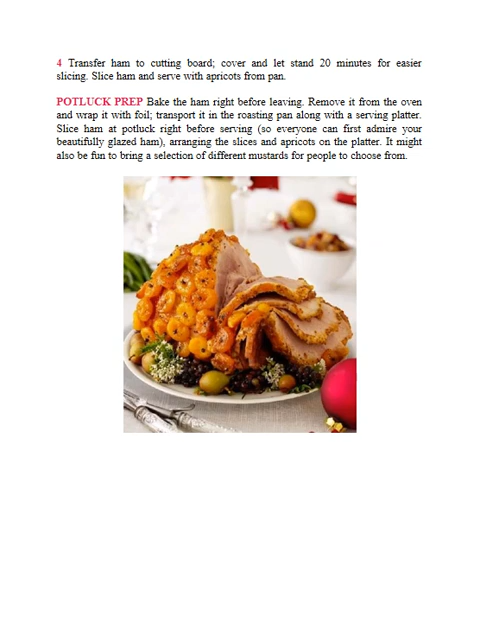 4 Transfer ham to cutting board; cover and let stand 20 minutes for easier
slicing. Slice ham and serve with apricots from pan.
POTLUCK PREP Bake the ham right before leaving. Remove it from the oven
and wrap it with foil; transport it in the roasting pan along with a serving platter.
Slice ham at potluck right before serving (so everyone can first admire your
beautifully glazed ham), arranging the slices and apricots on the platter. It might
also be fun to bring a selection of different mustards for people to choose from.